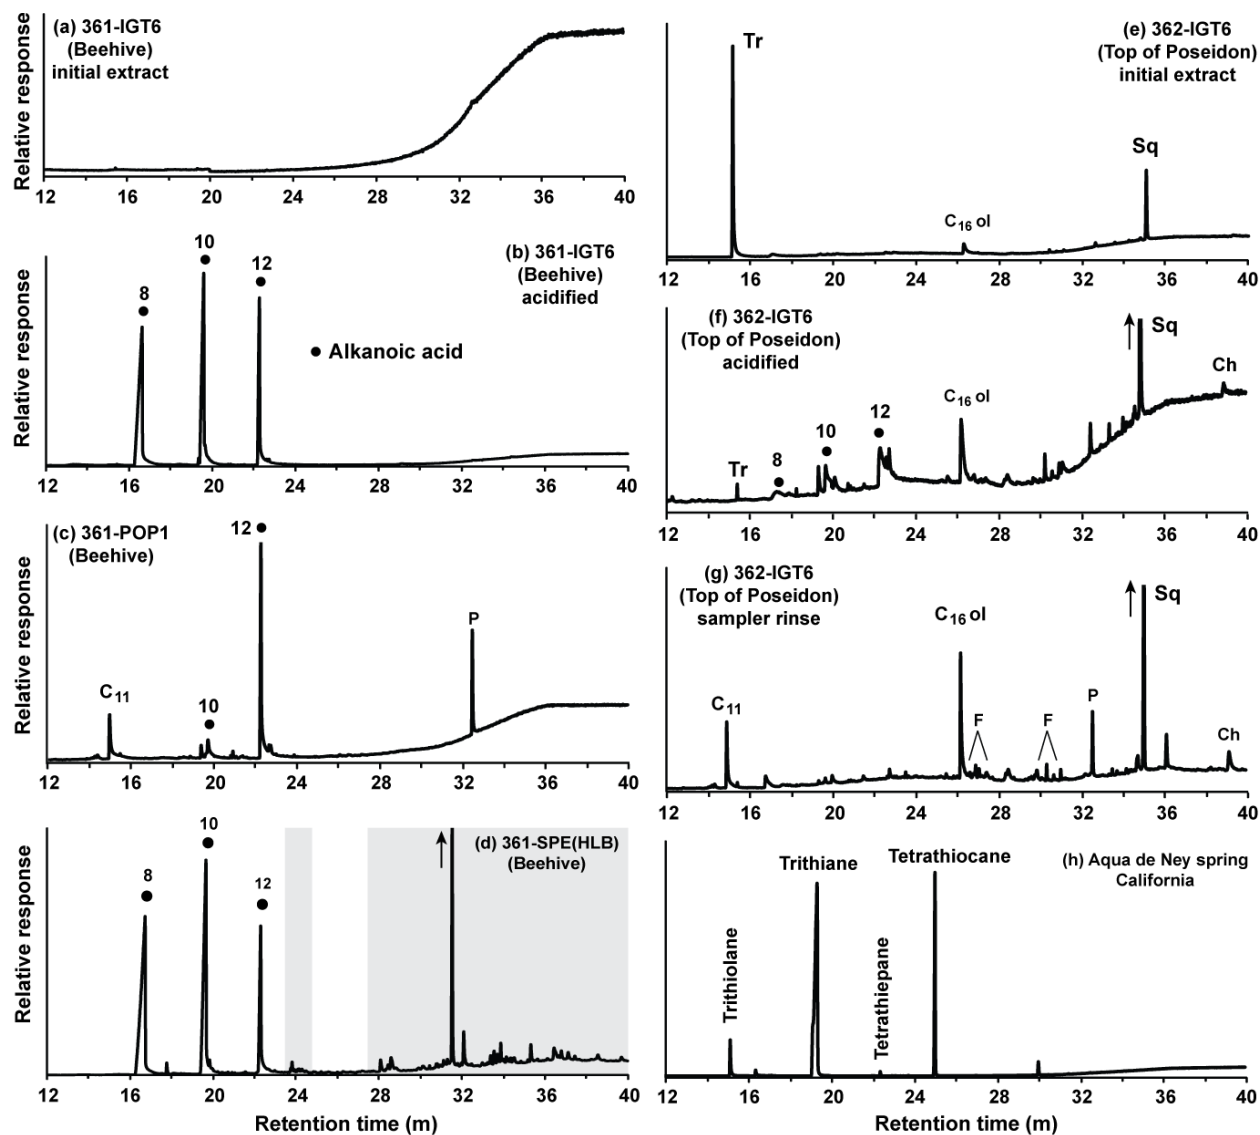 (a) 361-IGT6
(Beehive)
initial extract
Relative response
12 16 20 24 28 32 36 40
(b) 361-IGT6
(Beehive)
acidified
8
10
12
● Alkanoic acid
Relative response
12 16 20 24 28 32 36 40
(c) 361-POP1
(Beehive)
C11
10
12
P
Relative response
12 16 20 24 28 32 36 40
(d) 361-SPE(HLB)
(Beehive)
8
10
12
Relative response
12 16 20 24 28 32 36 40
Retention time (m)
(e) 362-IGT6
(Top of Poseidon)
initial extract
Tr
C16 ol
Sq
12 16 20 24 28 32 36 40
(f) 362-IGT6
(Top of Poseidon)
acidified
Tr
8
10
12
C16 ol
Sq
Ch
12 16 20 24 28 32 36 40
(g) 362-IGT6
(Top of Poseidon)
sampler rinse
C11
C16 ol
F
F
P
Sq
Ch
12 16 20 24 28 32 36 40
(h) Aqua de Ney spring
California
Trithiolane
Trithiane
Tetrathiepane
Tetrathiocane
12 16 20 24 28 32 36 40
Retention time (m)